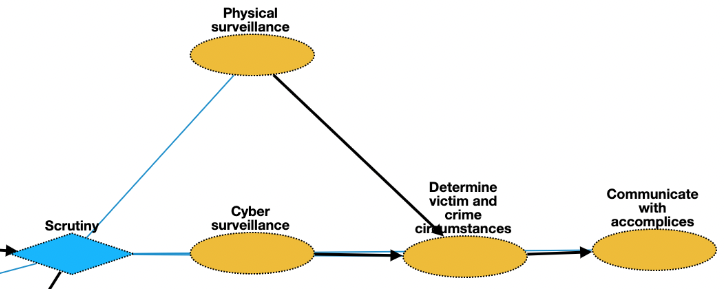 Physical
surveillance
Scrutiny
Cyber
surveillance
Determine
victim and
crime
circumstances
Communicate
with
accomplices